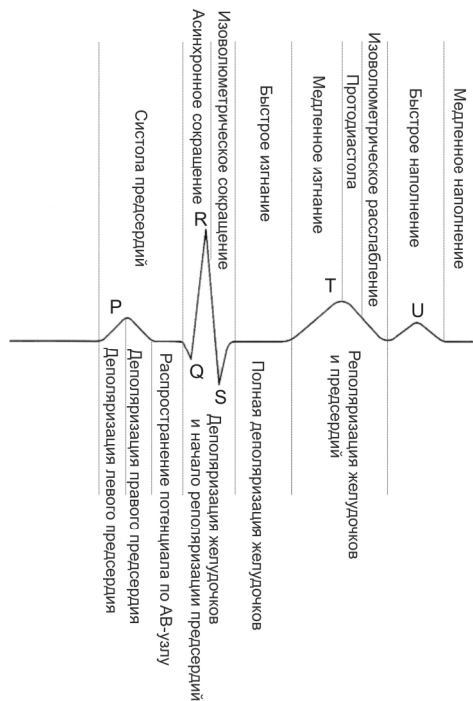 Медленное наполнение
Быстрое наполнение
U
Изоволюметрическое расслабление
Протодиастола
Медленное изгнание
T
Реполяризация желудочков
и предсердий
Быстрое изгнание
Полная деполяризация желудочков
Изоволюметрическое сокращение
S
Деполяризация желудочков
и начало реполяризации предсердий
Асинхронное сокращение
R
Q
Распространение потенциала по АВ-узлу
Систола предсердий
P
Деполяризация правогс предсердия
Деполяризация левого предсердия